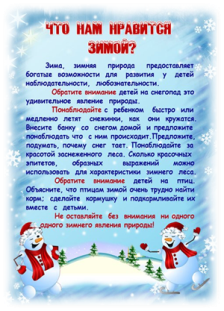 ЧТО НАМ НРАВИТСЯ
ЗИМОЙ?
Зима, зимняя природа предоставляет
богатые возможности для развития у детей
наблюдательности, любознательности.
Обратите внимание детей на снегопад это
удивительное явление природы.
Понаблюдайте с ребенком быстро или
медленно летят снежинки, как они кружатся.
Внесите банку со снегом домой и предложите
понаблюдать что с ним происходит. Предложите,
подумать, почему снег тает. Понаблюдайте за
красотой заснеженного леса. Сколько красочных
эпитетов, образных выражений можно
использовать для характеристики зимнего леса.
Обратите внимание детей на птиц.
Объясните, что птицам зимой очень трудно найти
корм; сделайте кормушку и подкармливайте их
вместе с детьми.
Не оставляйте без внимания ни одного
одного зимнего явления природы!